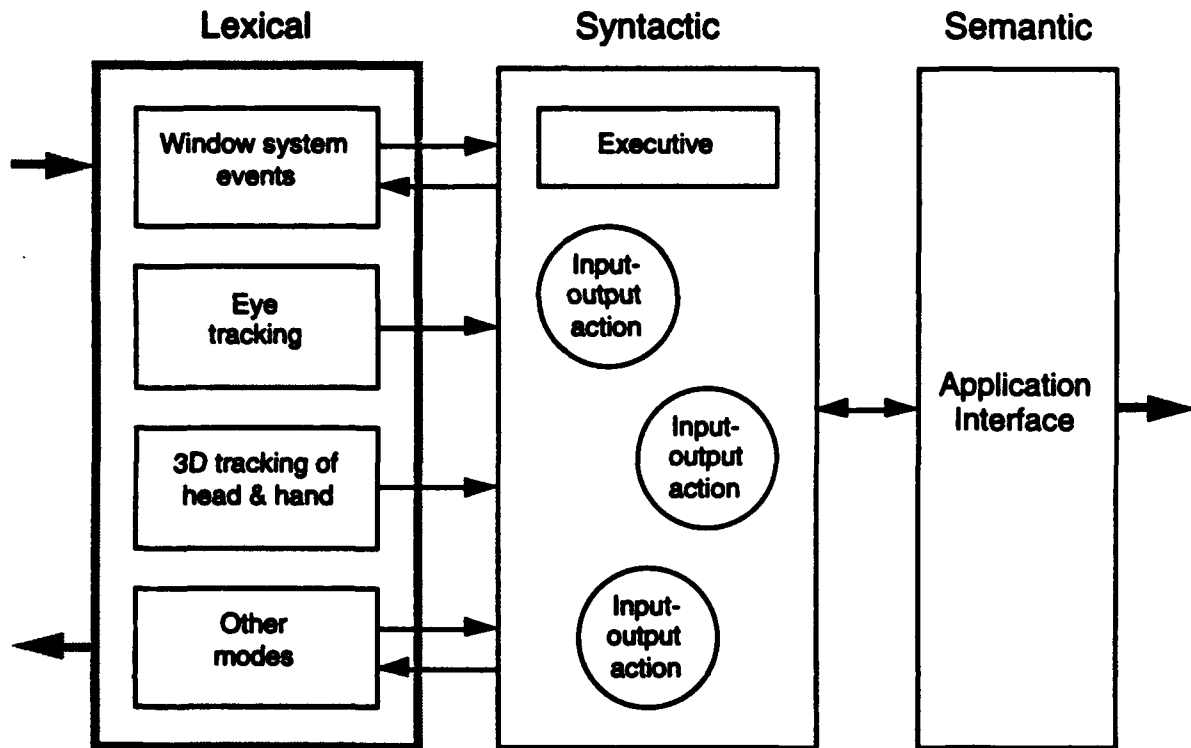 Lexical
Syntactic
Semantic
Window system
events
Eye
tracking
3D tracking of
head & hand
Other
modes
Executive
Input-
output
action
Input-
output
action
Input-
output
action
Application
Interface